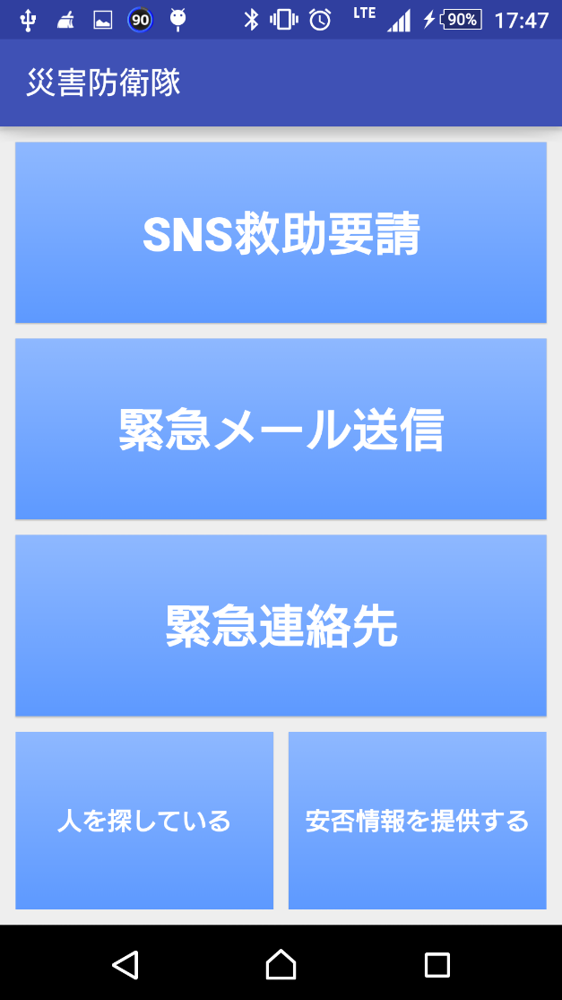 90
LTE
90%
17:47
災害防衛隊
SNS救助要請
緊急メール送信
緊急連絡先
人を探している
安否情報を提供する